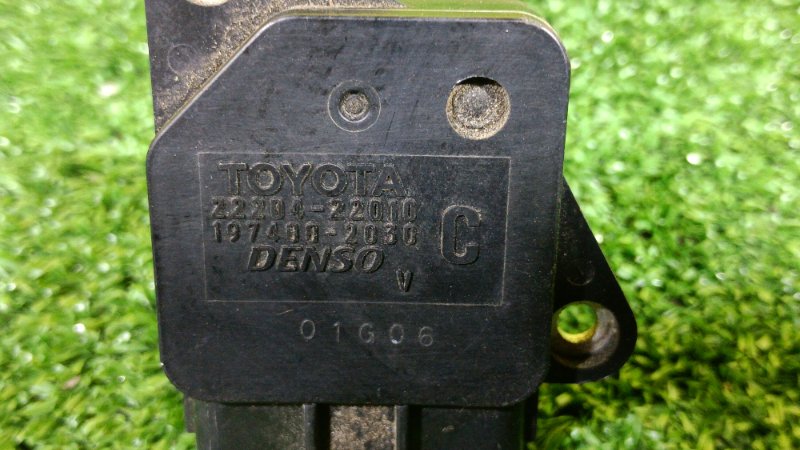 TOYOTA
22204-22010
197400-2030
C
DENSO
V
01G06